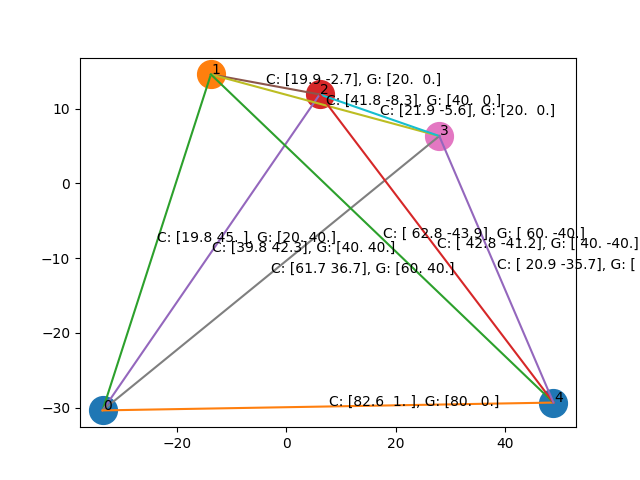 1
C: [19.9 -2.7], G: [20.  0.]
2
C: [41.8 -8.3], G: [40.  0.]
C: [21.9 -5.6], G: [20.  0.]
3
10
0
C: [19.8 45. ], G: [20. 40.]
C: [ 62.8 -43.9], G: [ 60. -40.]
C: [39.8 42.3], G: [40. 40.]
C: [ 42.8 -41.2], G: [ 40. -40.]
−10
C: [61.7 36.7], G: [60. 40.]
C: [ 20.9 -35.7], G: [
−20
−30
0
C: [82.6  1. ], G: [80.  0.]
4
−20
0
20
40